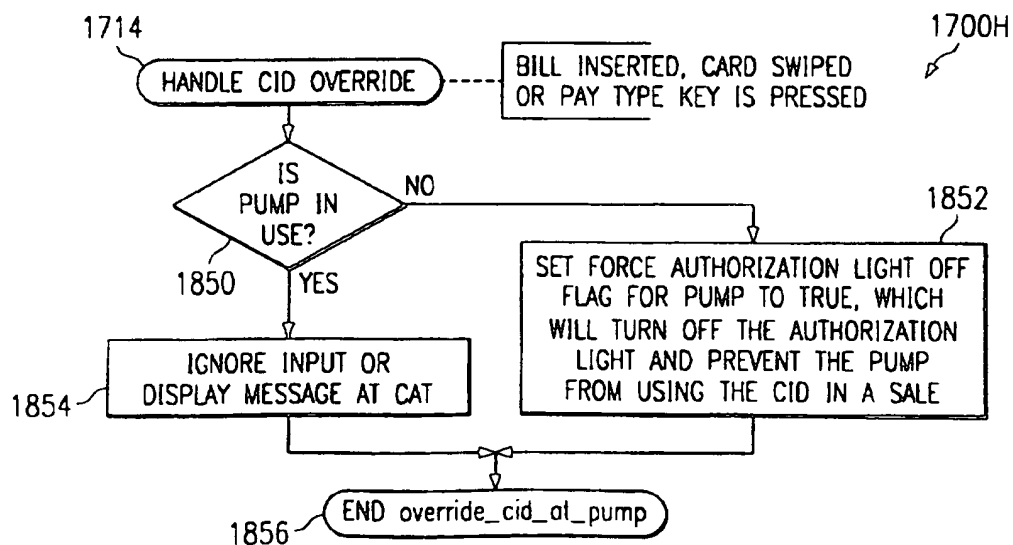 1714
1700H
HANDLE CID OVERRIDE
BILL INSERTED, CARD SWIPED
OR PAY TYPE KEY IS PRESSED
IS
PUMP IN
USE?
NO
1850
YES
1852
SET FORCE AUTHORIZATION LIGHT OFF
FLAG FOR PUMP TO TRUE, WHICH
WILL TURN OFF THE AUTHORIZATION
LIGHT AND PREVENT THE PUMP
FROM USING THE CID IN A SALE
IGNORE INPUT OR
DISPLAY MESSAGE AT CAT
1854
END override_cid_at_pump
1856